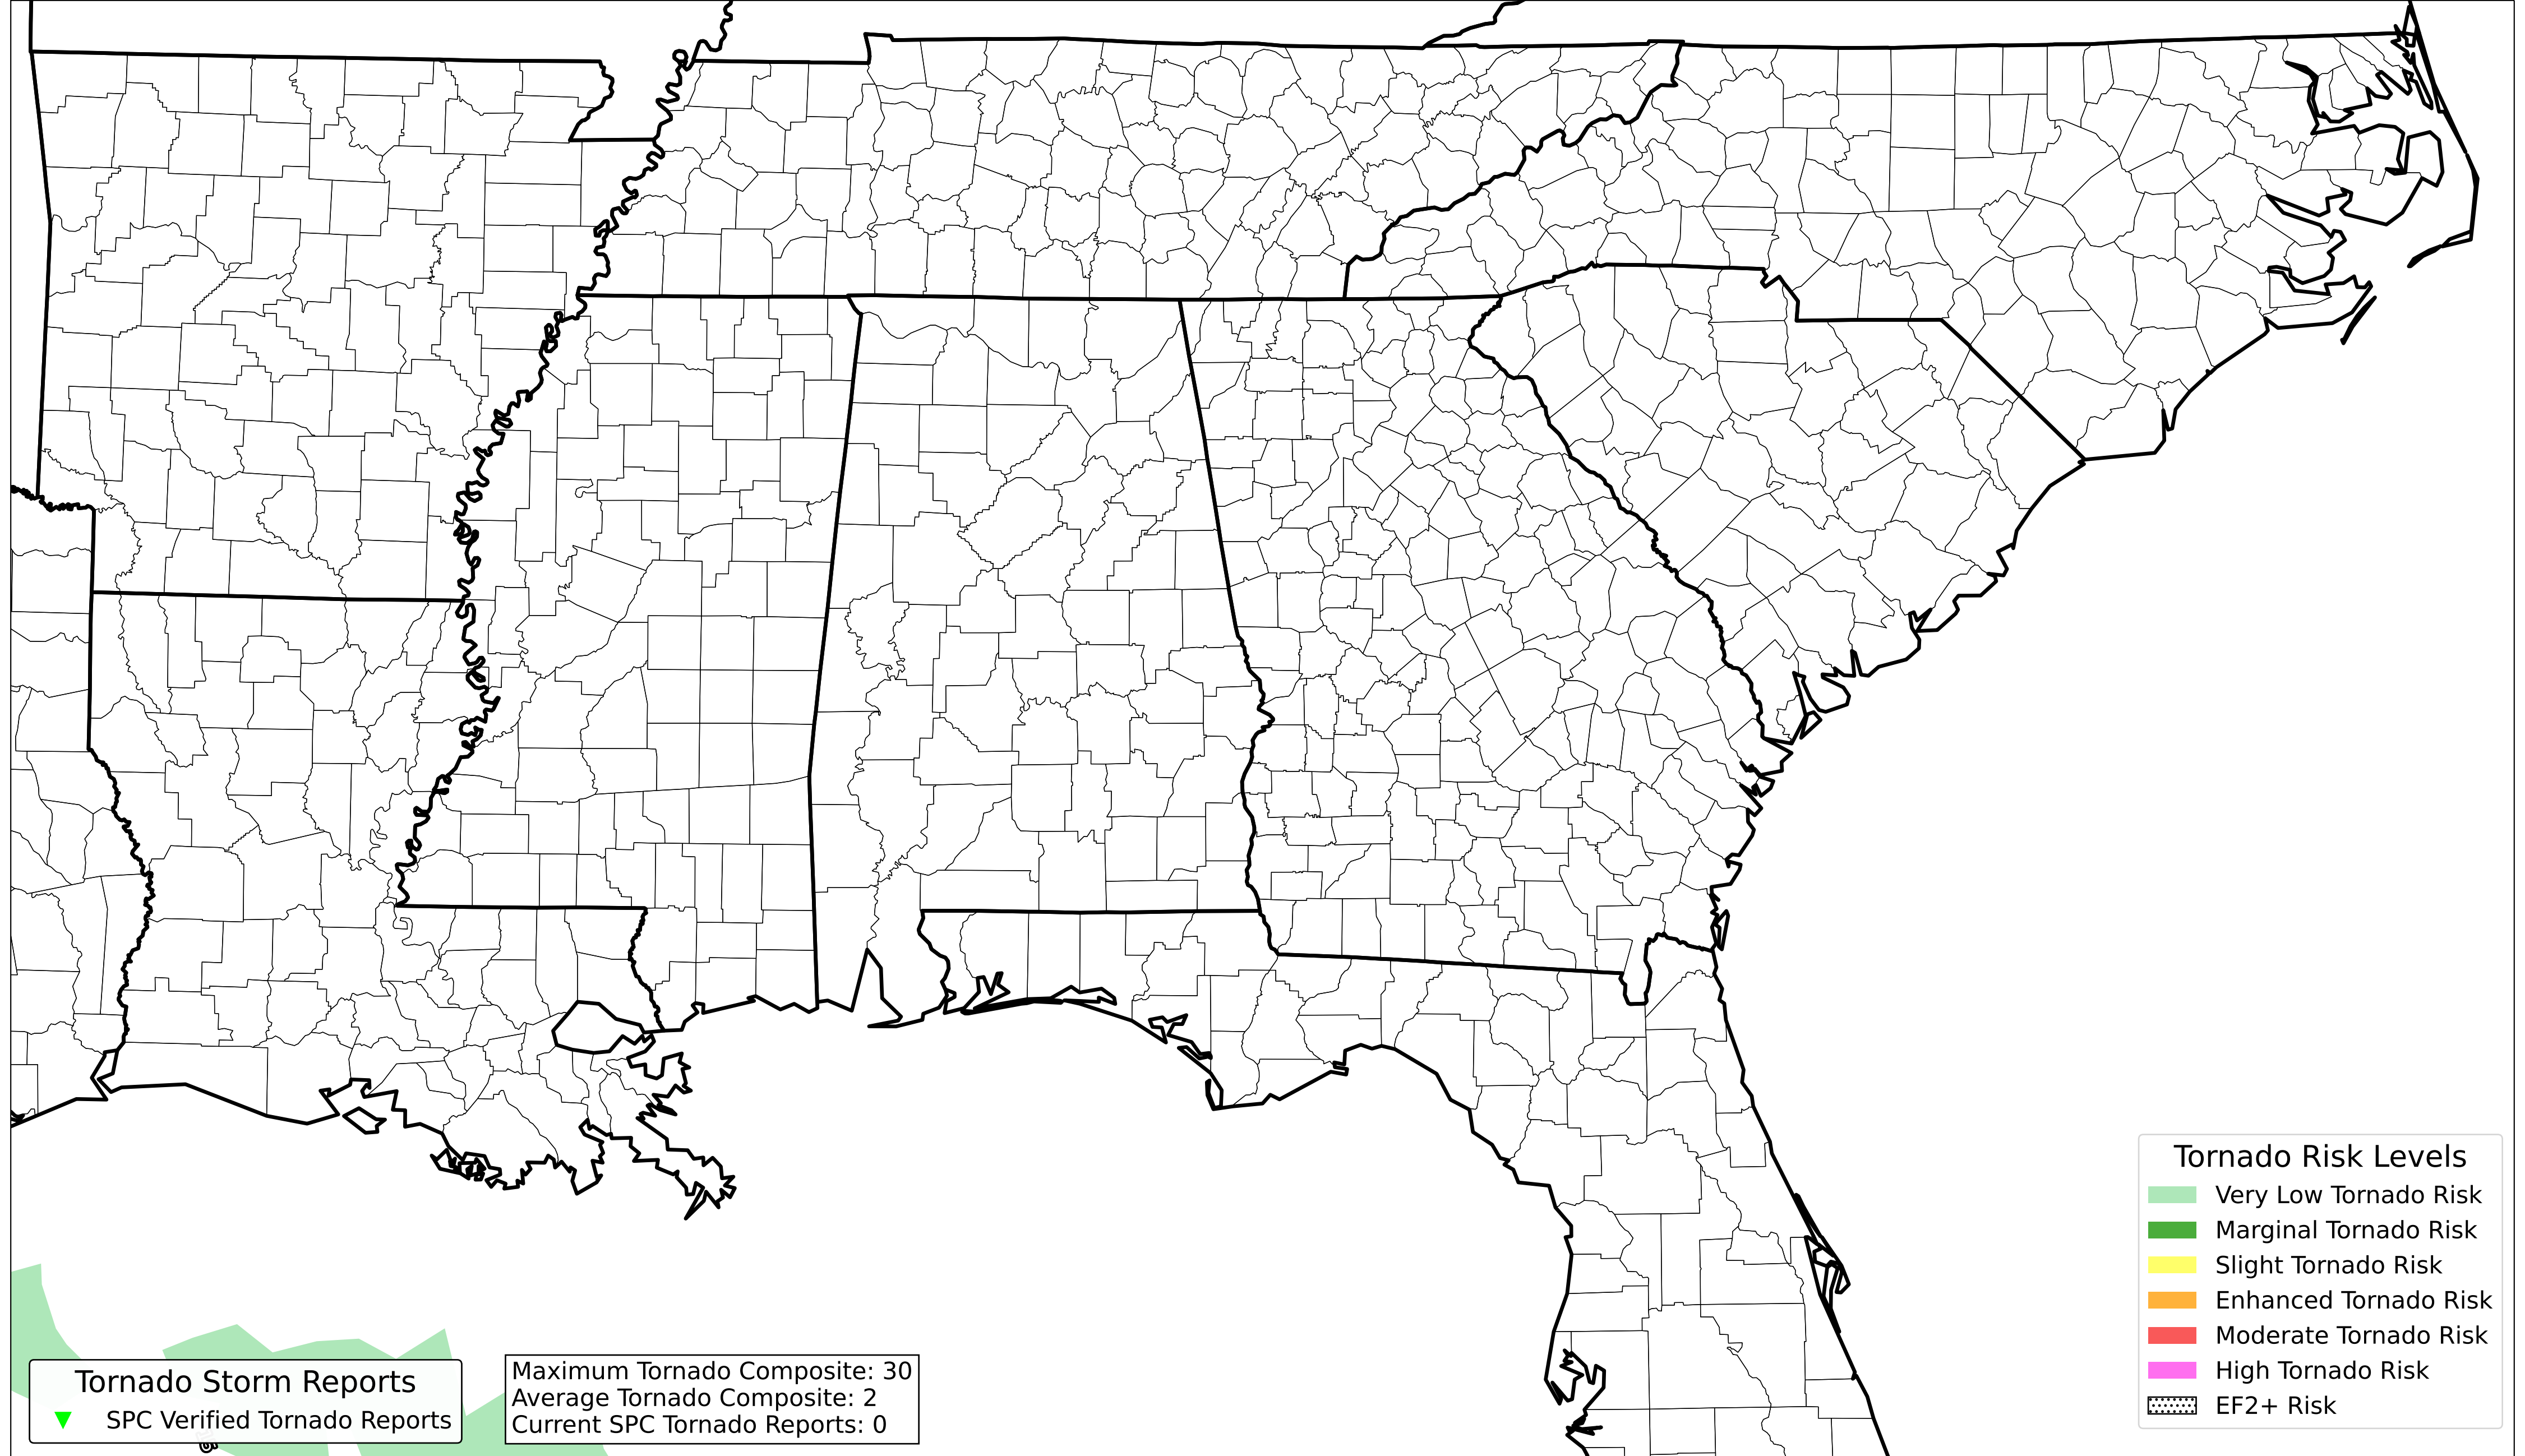 Tornado Storm Reports
SPC Verified Tornado Reports
Maximum Tornado Composite: 30
Average Tornado Composite: 2
Current SPC Tornado Reports: 0
Tornado Risk Levels
Very Low Tornado Risk
Marginal Tornado Risk
Slight Tornado Risk
Enhanced Tornado Risk
Moderate Tornado Risk
High Tornado Risk
EF2+ Risk